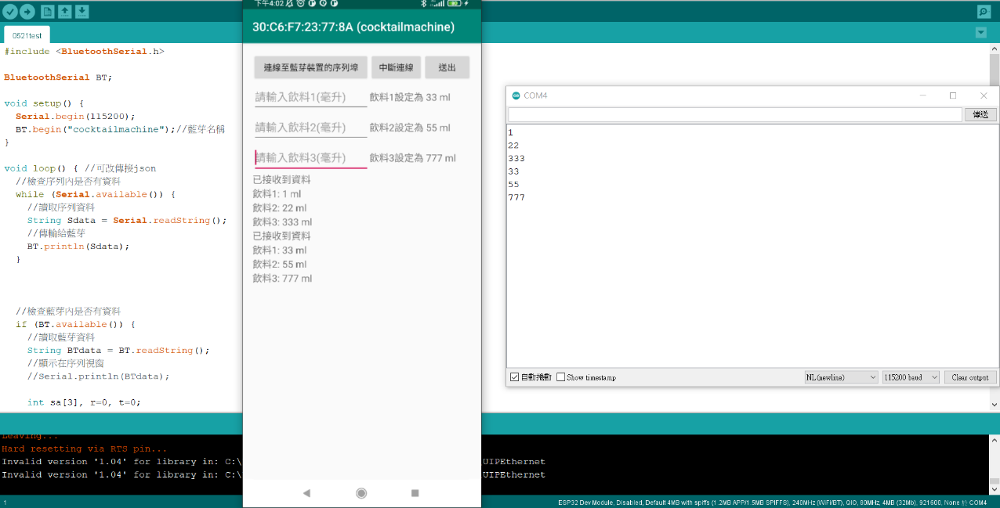 0521test
#include <BluetoothSerial.h>
BluetoothSerial BT;
void setup() {
Serial.begin(115200);
BT.begin("cocktailmachine");//藍芽名稱
}
void loop() { //可改傳接json
//檢查序列內是否有資料
while (Serial.available()) {
//讀取序列資料
String Sdata = Serial.readString();
//傳輸給藍芽
BT.println(Sdata);
}
//檢查藍芽內是否有資料
if (BT.available()) {
//讀取藍芽資料
String BTdata = BT.readString();
//顯示在序列視窗
//Serial.println(BTdata);
int sa[3], r=0, t=0;
Leaving...
Hard resetting via RTS pin...
Invalid version '1.04' for library in: C:\
UIPEthernet
Invalid version '1.04' for library in: C:\
UIPEthernet
1
ESP32 Dev Module, Disabled, Default 4MB with spiffs (1.2MB APP/1.5MB SPIFFS), 240MHz (WiFi/BT), QIO, 80MHz, 4MB (32Mb), 921600, None 於 COM4
下午4:02
30:C6:F7:23:77:8A (cocktailmachine)
連線至藍芽裝置的序列埠 中斷連線 送出
請輸入飲料1(毫升) 飲料1設定為 33 ml
請輸入飲料2(毫升) 飲料2設定為 55 ml
請輸入飲料3(毫升) 飲料3設定為 777 ml
已接收到資料
飲料1: 1 ml
飲料2: 22 ml
飲料3: 333 ml
已接收到資料
飲料1: 33 ml
飲料2: 55 ml
飲料3: 777 ml
COM4
傳送
1
22
333
33
55
777
自動捲動 Show timestamp NL(newline) 115200 baud Clear output